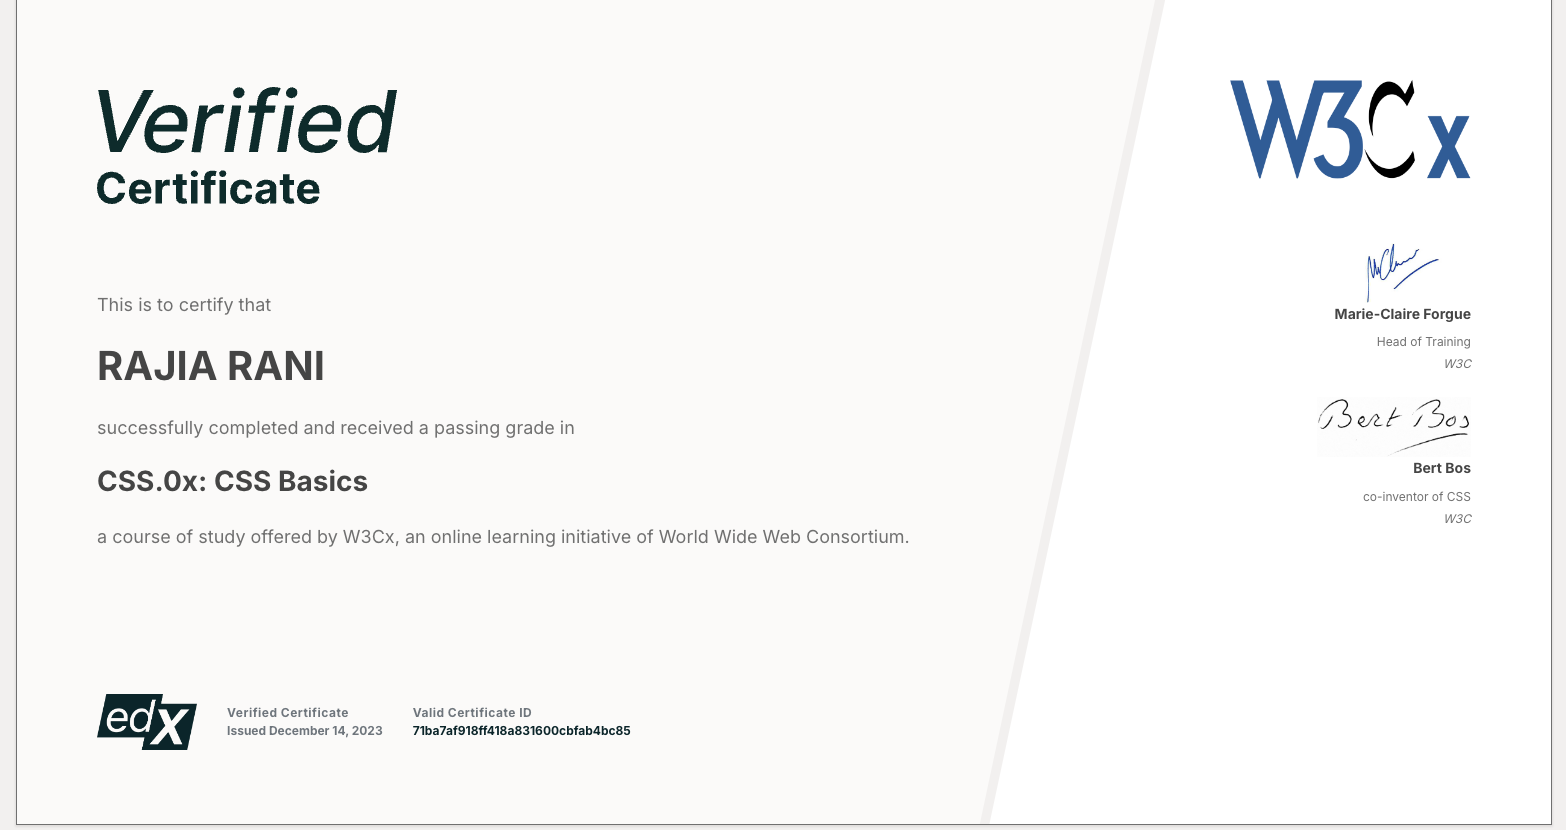 Verified
Certificate
This is to certify that
RAJIA RANI
successfully completed and received a passing grade in
CSS.0x: CSS Basics
a course of study offered by W3Cx, an online learning initiative of World Wide Web Consortium.
edX
Verified Certificate
Issued December 14, 2023
Valid Certificate ID
71ba7af918ff418a831600cbfab4bc85
W3Cx
Marie-Claire Forgue
Head of Training
W3C
Bert Bos
Bert Bos
co-inventor of CSS
W3C